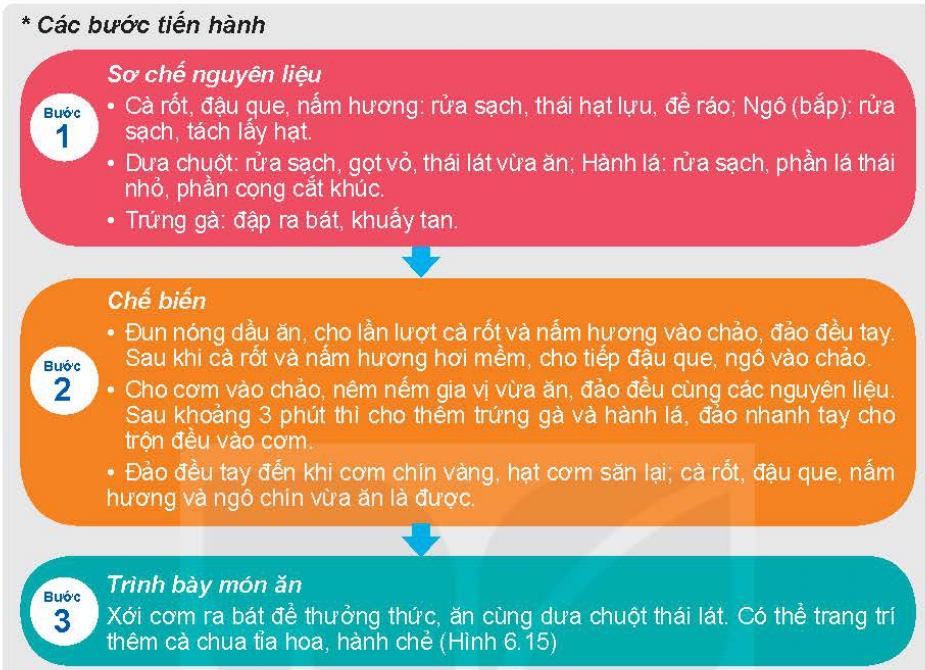 * Các bước tiến hành
Sơ chế nguyên liệu
Bước
1
• Cà rốt, đậu que, nấm hương: rửa sạch, thái hạt lựu, để ráo; Ngô (bắp): rửa
sạch, tách lấy hạt.
• Dưa chuột: rửa sạch, gọt vỏ, thái lát vừa ăn; Hành lá: rửa sạch, phần lá thái
nhỏ, phần cọng cắt khúc.
• Trứng gà: đập ra bát, khuấy tan.
Chế biến
Bước
2
• Đun nóng dầu ăn, cho lần lượt cà rốt và nấm hương vào chảo, đảo đều tay.
Sau khi cà rốt và nấm hương hơi mềm, cho tiếp đậu que, ngô vào chảo.
• Cho cơm vào chảo, nêm nếm gia vị vừa ăn, đảo đều cùng các nguyên liệu.
Sau khoảng 3 phút thì cho thêm trứng gà và hành lá, đảo nhanh tay cho
trộn đều vào cơm.
• Đảo đều tay đến khi cơm chín vàng, hạt cơm săn lại; cà rốt, đậu que, nấm
hương và ngô chín vừa ăn là được.
Trình bày món ăn
Bước
3
Xới cơm ra bát để thưởng thức, ăn cùng dưa chuột thái lát. Có thể trang trí
thêm cà chua tỉa hoa, hành chẻ (Hình 6.15)